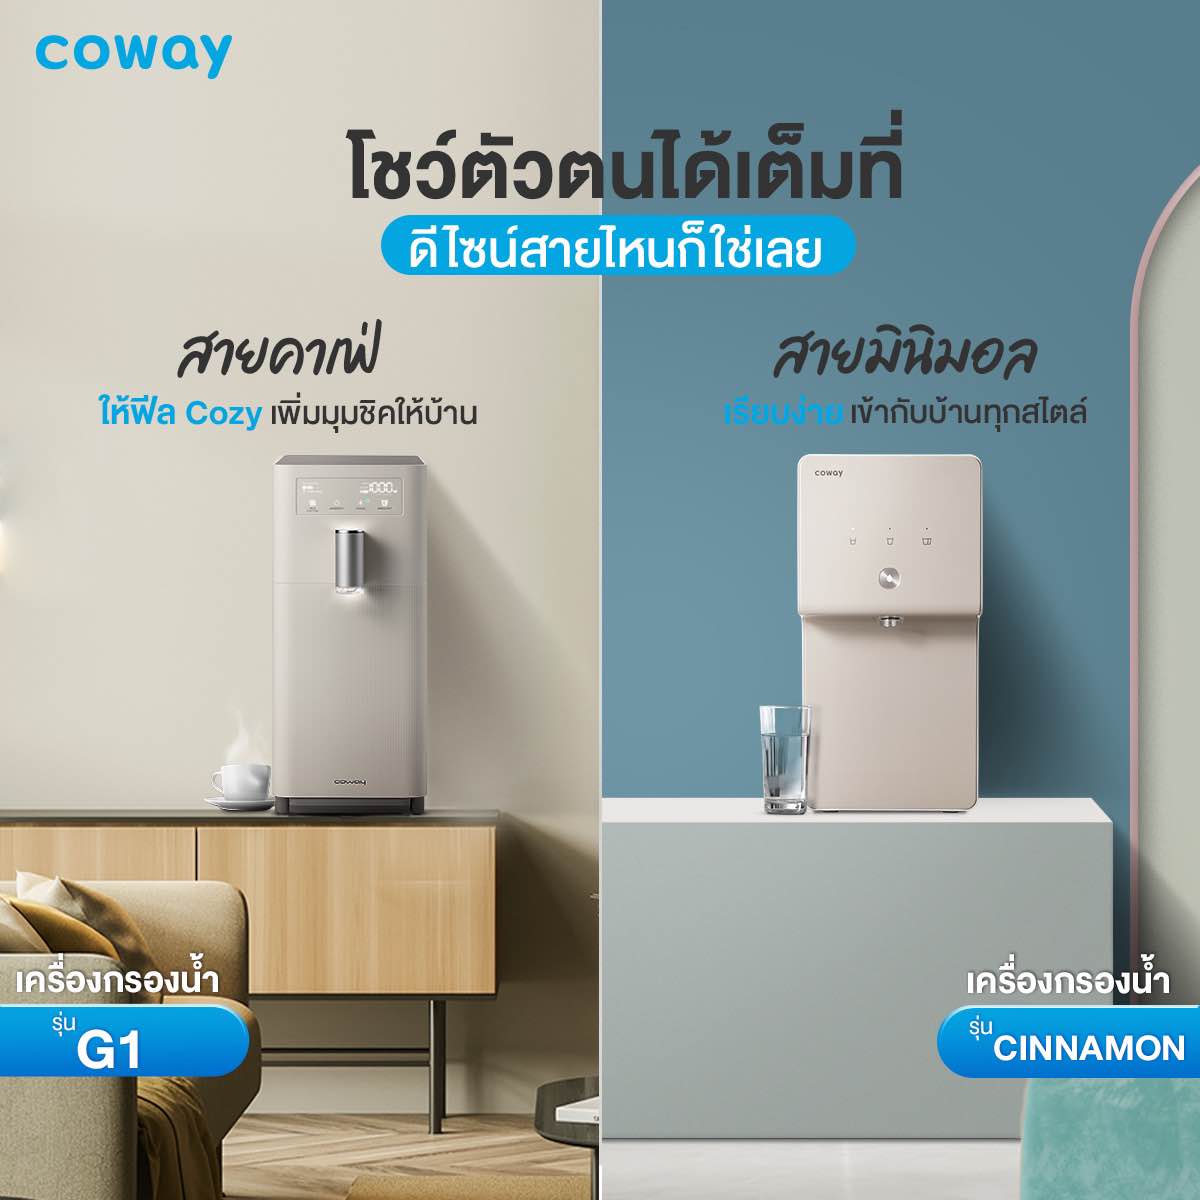 coway
โชว์ตัวตนได้เต็มที่
ดีไซน์สายไหนก็ใช่เลย
สายคาเฟ่
ให้ฟีล Cozy เพิ่มมุมชิคให้บ้าน
สายมินิมอล
เรียบง่าย เข้ากับบ้านทุกสไตล์
1000
coway
coway
เครื่องกรองน้ำ
รุ่น G1
เครื่องกรองน้ำ
รุ่น CINNAMON